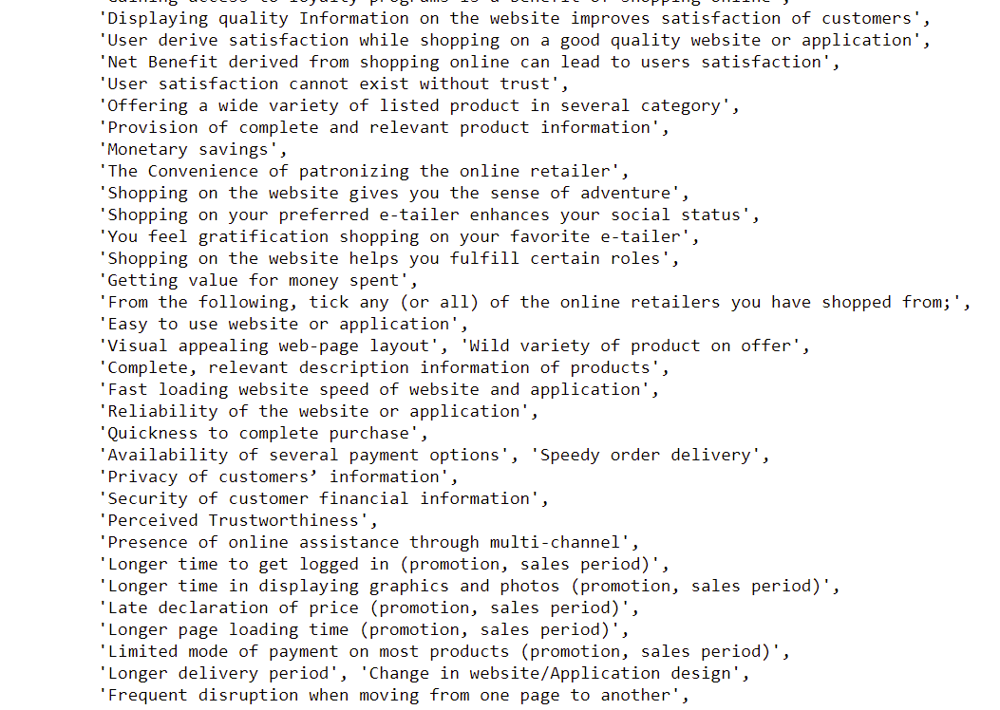 'Gaining access to loyalty programs is a benefit of shopping online',
'Displaying quality Information on the website improves satisfaction of customers',
'User derive satisfaction while shopping on a good quality website or application',
'Net Benefit derived from shopping online can lead to users satisfaction',
'User satisfaction cannot exist without trust',
'Offering a wide variety of listed product in several category',
'Provision of complete and relevant product information',
'Monetary savings',
'The Convenience of patronizing the online retailer',
'Shopping on the website gives you the sense of adventure',
'Shopping on your preferred e-tailer enhances your social status',
'You feel gratification shopping on your favorite e-tailer',
'Shopping on the website helps you fulfill certain roles',
'Getting value for money spent',
'From the following, tick any (or all) of the online retailers you have shopped from;',
'Easy to use website or application',
'Visual appealing web-page layout', 'Wild variety of product on offer',
'Complete, relevant description information of products',
'Fast loading website speed of website and application',
'Reliability of the website or application',
'Quickness to complete purchase',
'Availability of several payment options', 'Speedy order delivery',
'Privacy of customers’ information',
'Security of customer financial information',
'Perceived Trustworthiness',
'Presence of online assistance through multi-channel',
'Longer time to get logged in (promotion, sales period)',
'Longer time in displaying graphics and photos (promotion, sales period)',
'Late declaration of price (promotion, sales period)',
'Longer page loading time (promotion, sales period)',
'Limited mode of payment on most products (promotion, sales period)',
'Longer delivery period', 'Change in website/Application design',
'Frequent disruption when moving from one page to another',